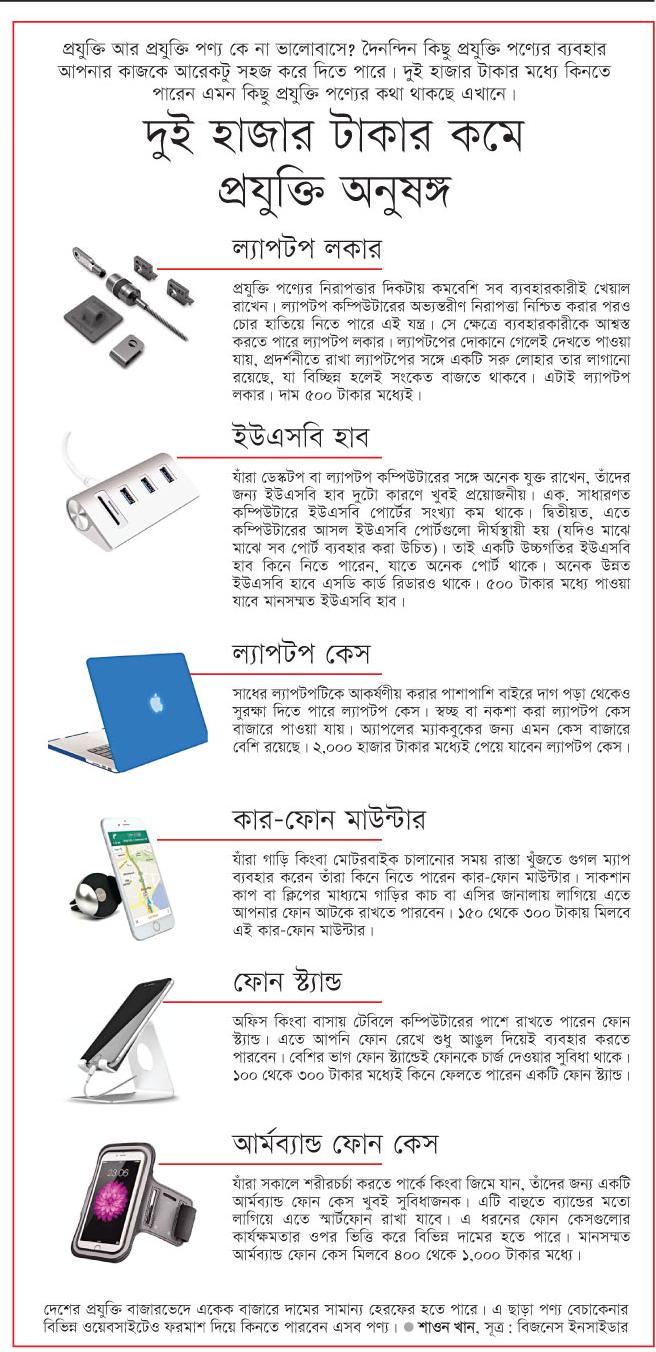 প্রযুক্তি আর প্রযুক্তি পণ্য কে না ভালোবাসে? দৈনন্দিন কিছু প্রযুক্তি পণ্যের ব্যবহার
আপনার কাজকে আরেকটু সহজ করে দিতে পারে। দুই হাজার টাকার মধ্যে কিনতে
পারেন এমন কিছু প্রযুক্তি পণ্যের কথা থাকছে এখানে।
দুই হাজার টাকার কমে
প্রযুক্তি অনুষঙ্গ
ল্যাপটপ লকার
প্রযুক্তি পণ্যের নিরাপত্তার দিকটায় কমবেশি সব ব্যবহারকারীই খেয়াল
রাখেন। ল্যাপটপ কম্পিউটারের অভ্যন্তরীণ নিরাপত্তা নিশ্চিত করার পরও
চোর হাতিয়ে নিতে পারে এই যন্ত্র। সে ক্ষেত্রে ব্যবহারকারীকে আশ্বস্ত
করতে পারে ল্যাপটপ লকার। ল্যাপটপের দোকানে গেলেই দেখতে পাওয়া
যায়, প্রদর্শনীতে রাখা ল্যাপটপের সঙ্গে একটি সরু লোহার তার লাগানো
রয়েছে, যা বিচ্ছিন্ন হলেই সংকেত বাজতে থাকবে। এটাই ল্যাপটপ
লকার। দাম ৫০০ টাকার মধ্যেই।
ইউএসবি হাব
যাঁরা ডেস্কটপ বা ল্যাপটপ কম্পিউটারের সঙ্গে অনেক যুক্ত রাখেন, তাঁদের
জন্য ইউএসবি হাব দুটো কারণে খুবই প্রয়োজনীয়। এক. সাধারণত
কম্পিউটারে ইউএসবি পোর্টের সংখ্যা কম থাকে। দ্বিতীয়ত, এতে
কম্পিউটারের আসল ইউএসবি পোর্টগুলো দীর্ঘস্থায়ী হয় (যদিও মাঝে
মাঝে সব পোর্ট ব্যবহার করা উচিত)। তাই একটি উচ্চগতির ইউএসবি
হাব কিনে নিতে পারেন, যাতে অনেক পোর্ট থাকে। অনেক উন্নত
ইউএসবি হাবে এসডি কার্ড রিডারও থাকে। ৫০০ টাকার মধ্যে পাওয়া
যাবে মানসম্মত ইউএসবি হাব।
ল্যাপটপ কেস
সাধের ল্যাপটপটিকে আকর্ষণীয় করার পাশাপাশি বাইরে দাগ পড়া থেকেও
সুরক্ষা দিতে পারে ল্যাপটপ কেস। স্বচ্ছ বা নকশা করা ল্যাপটপ কেস
বাজারে পাওয়া যায়। অ্যাপলের ম্যাকবুকের জন্য এমন কেস বাজারে
বেশি রয়েছে। ২,০০০ হাজার টাকার মধ্যেই পেয়ে যাবেন ল্যাপটপ কেস।
কার-ফোন মাউন্টার
যাঁরা গাড়ি কিংবা মোটরবাইক চালানোর সময় রাস্তা খুঁজতে গুগল ম্যাপ
ব্যবহার করেন তাঁরা কিনে নিতে পারেন কার-ফোন মাউন্টার। সাকশান
কাপ বা ক্লিপের মাধ্যমে গাড়ির কাচ বা এসির জানালায় লাগিয়ে এতে
আপনার ফোন আটকে রাখতে পারবেন। ১৫০ থেকে ৩০০ টাকায় মিলবে
এই কার-ফোন মাউন্টার।
ফোন স্ট্যান্ড
অফিস কিংবা বাসায় টেবিলে কম্পিউটারের পাশে রাখতে পারেন ফোন
স্ট্যান্ড। এতে আপনি ফোন রেখে শুধু আঙুল দিয়েই ব্যবহার করতে
পারবেন। বেশির ভাগ ফোন স্ট্যান্ডেই ফোনকে চার্জ দেওয়ার সুবিধা থাকে।
১০০ থেকে ৩০০ টাকার মধ্যেই কিনে ফেলতে পারেন একটি ফোন স্ট্যান্ড।
আর্মব্যান্ড ফোন কেস
23:06
যাঁরা সকালে শরীরচর্চা করতে পার্কে কিংবা জিমে যান, তাঁদের জন্য একটি
আর্মব্যান্ড ফোন কেস খুবই সুবিধাজনক। এটি বাহুতে ব্যান্ডের মতো
লাগিয়ে এতে স্মার্টফোন রাখা যাবে। এ ধরনের ফোন কেসগুলোর
কার্যক্ষমতার ওপর ভিত্তি করে বিভিন্ন দামের হতে পারে। মানসম্মত
আর্মব্যান্ড ফোন কেস মিলবে ৪০০ থেকে ১,০০০ টাকার মধ্যে।
দেশের প্রযুক্তি বাজারভেদে একেক বাজারে দামের সামান্য হেরফের হতে পারে। এ ছাড়া পণ্য বেচাকেনার
বিভিন্ন ওয়েবসাইটেও ফরমাশ দিয়ে কিনতে পারবেন এসব পণ্য। ● শাওন খান, সূত্র : বিজনেস ইনসাইডার